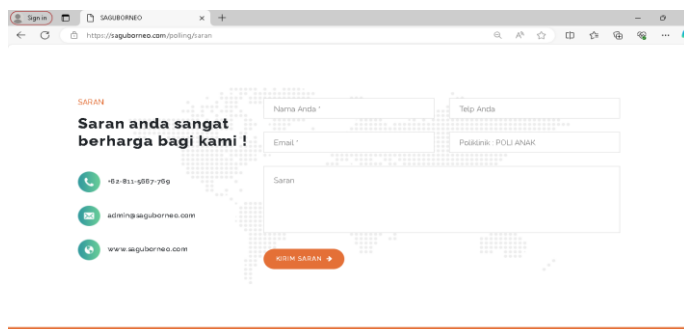 Sign in
SAGUBORNEO
https://saguborneo.com/polling/saran
SARAN
Saran anda sangat
berharga bagi kami !
+62-811-5667-769
admin@saguborneo.com
www.saguborneo.com
Nama Anda *
Telp Anda
Email *
Poliklinik : POLI ANAK
Saran
KIRIM SARAN →